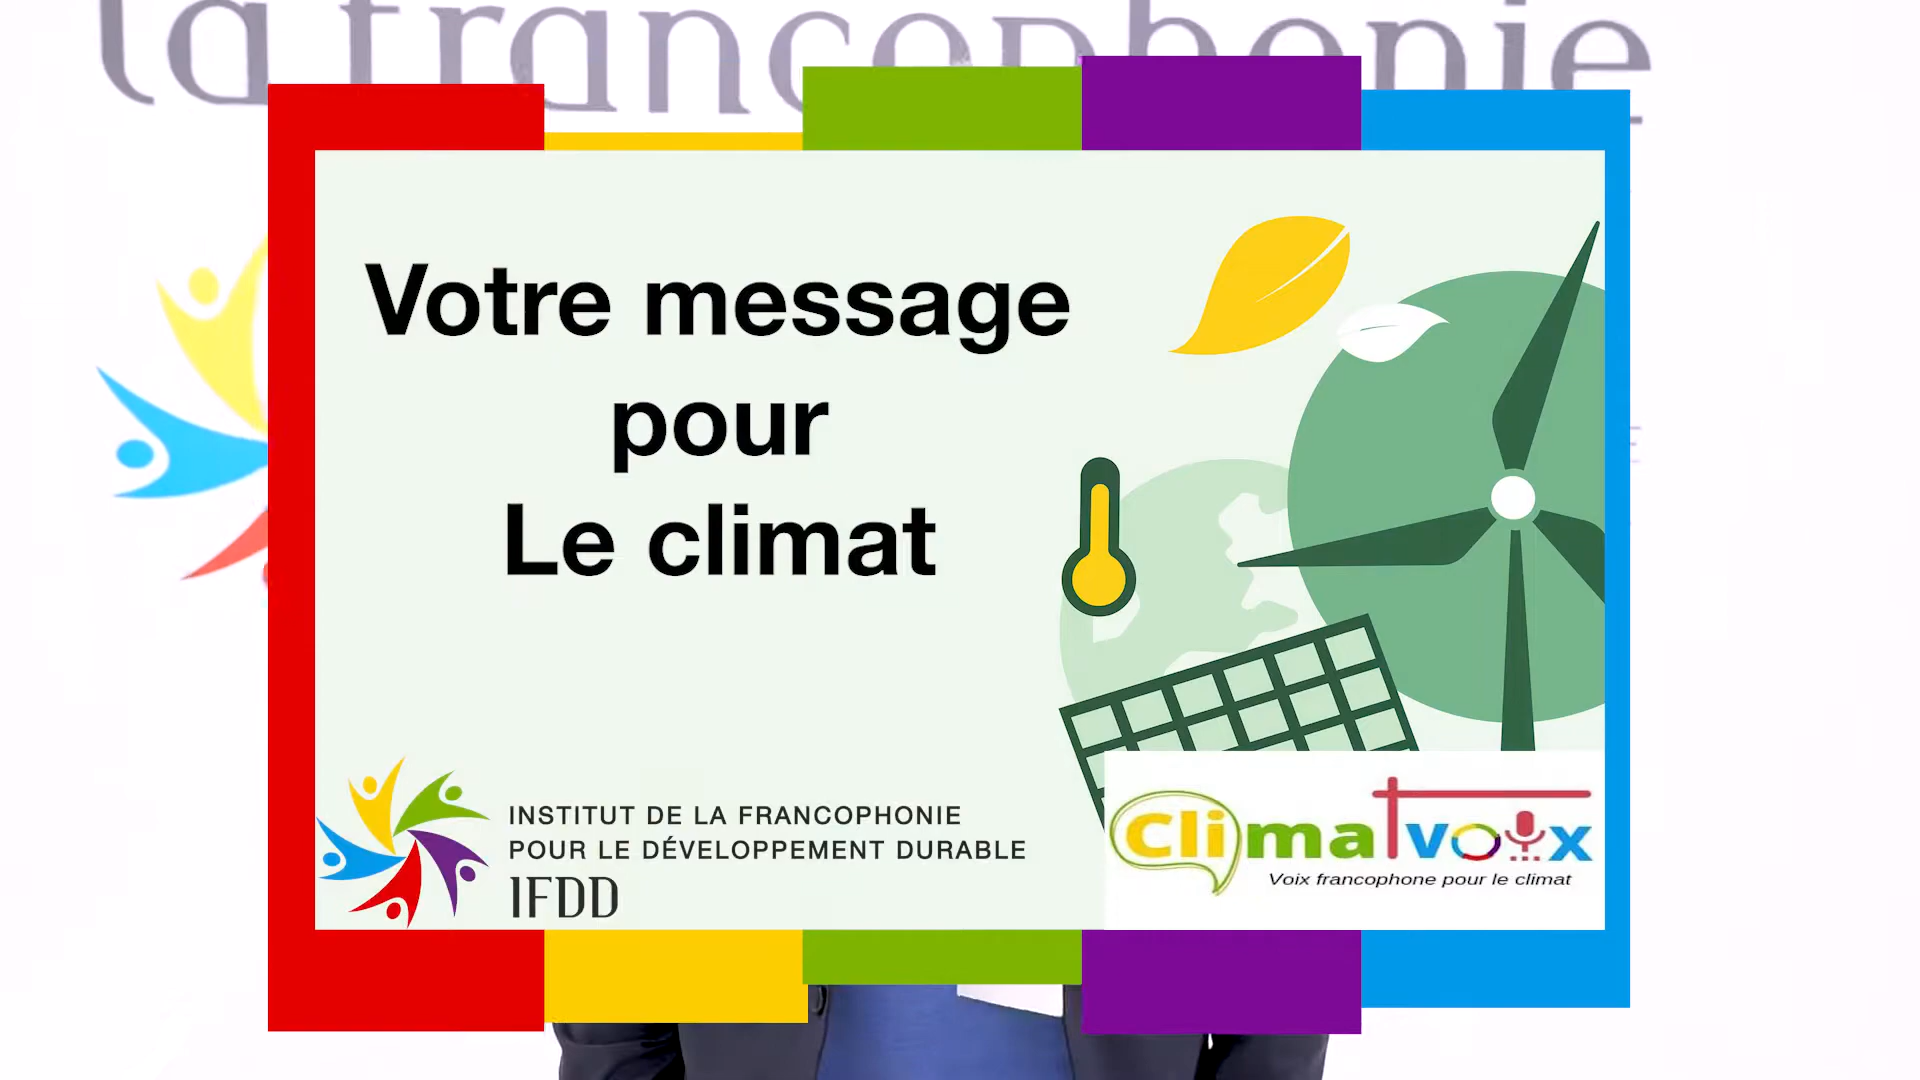 la francophonie
Votre message
pour
Le climat
INSTITUT DE LA FRANCOPHONIE
POUR LE DÉVELOPPEMENT DURABLE
IFDD
Climatvoix
Voix francophone pour le climat